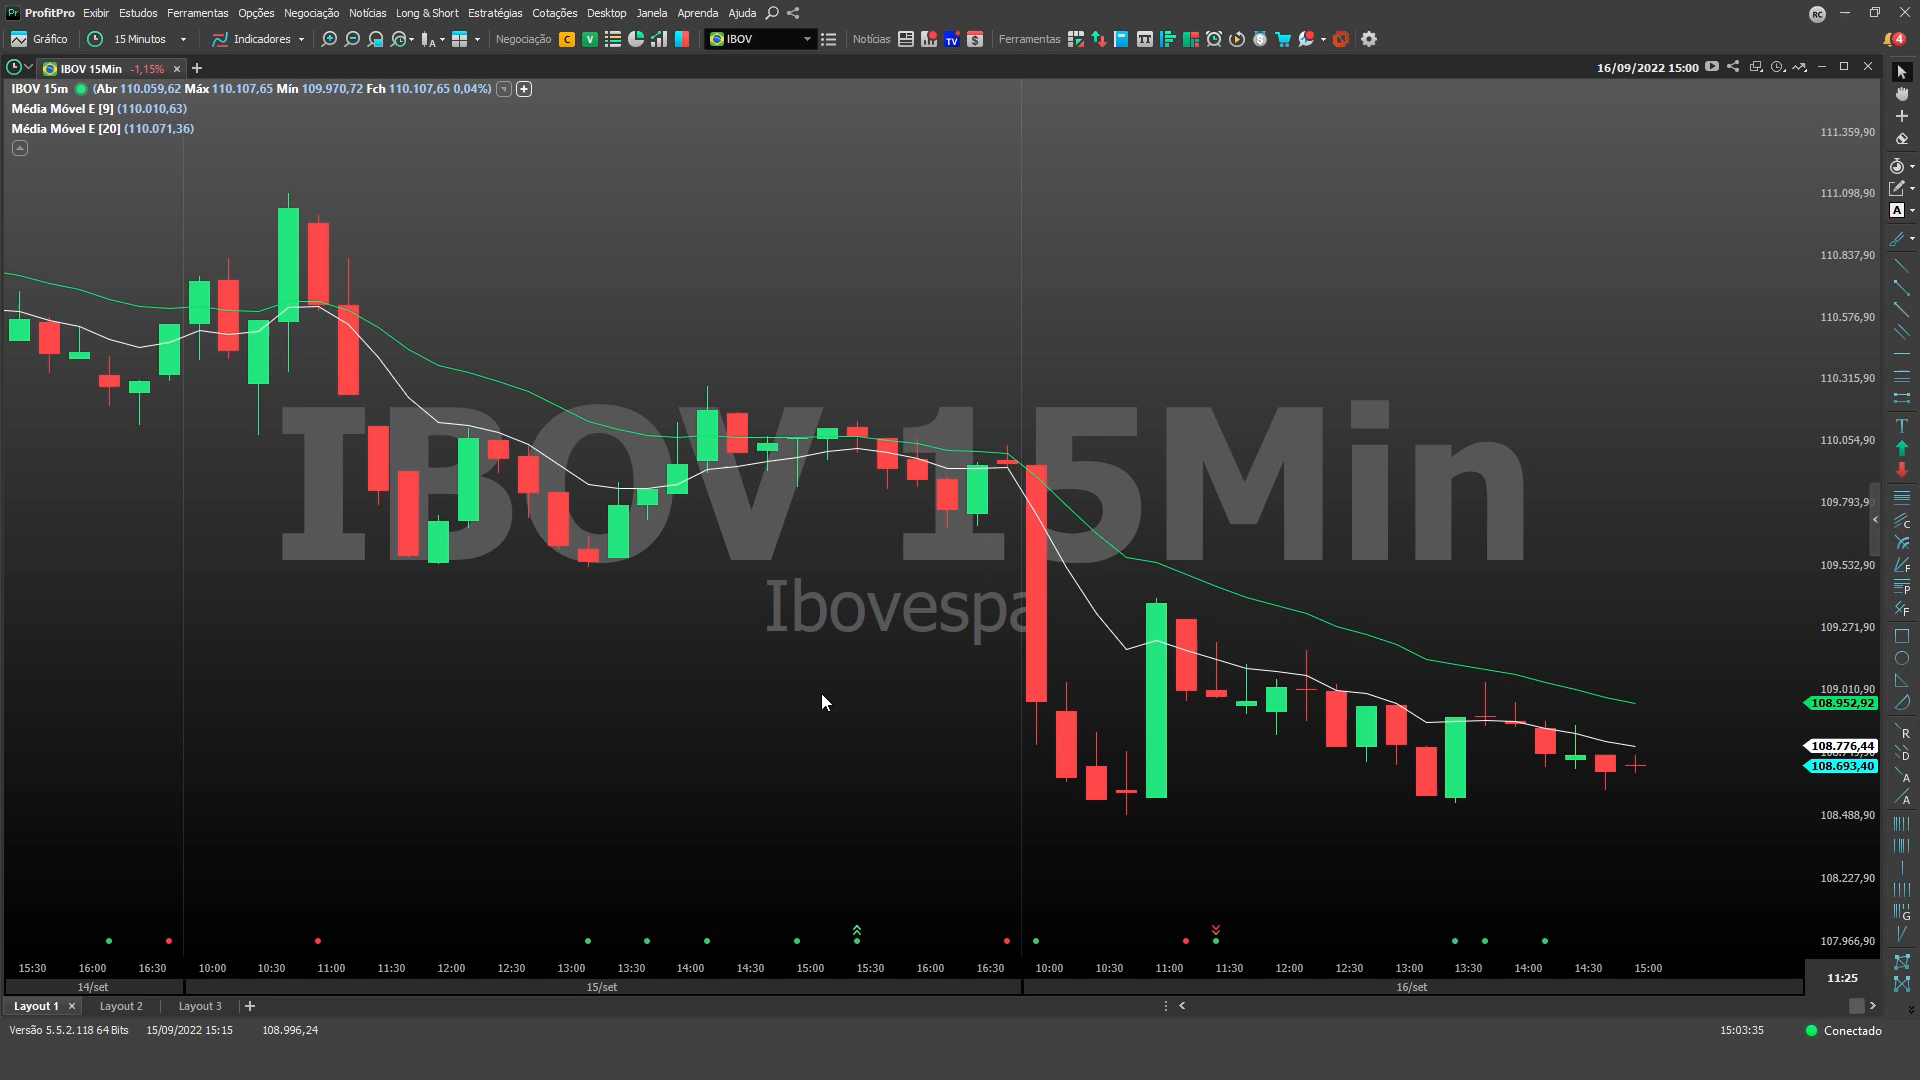 Pr ProfitPro Exibir Estudos Ferramentas Opções Negociação Notícias Long & Short Estratégias Cotações Desktop Janela Aprenda Ajuda RC
Gráfico 15 Minutos Indicadores Negociação C V IBOV Notícias TV $ Ferramentas TT 4
IBOV 15Min -1,15% × + 16/09/2022 15:00
IBOV 15m (Abr 110.059,62 Máx 110.107,65 Mín 109.970,72 Fch 110.107,65 0,04%)
Média Móvel E [9] (110.010,63)
Média Móvel E [20] (110.071,36)
IBOV 15Min
Ibovespa
111.359,90
111.098,90
110.837,90
110.576,90
110.315,90
110.054,90
109.793,90
109.532,90
109.271,90
109.010,90
108.952,92
108.776,44
108.693,40
108.488,90
108.227,90
107.966,90
15:30 16:00 16:30 10:00 10:30 11:00 11:30 12:00 12:30 13:00 13:30 14:00 14:30 15:00 15:30 16:00 16:30 10:00 10:30 11:00 11:30 12:00 12:30 13:00 13:30 14:00 14:30 15:00
14/set 15/set 16/set
11:25
Layout 1 × Layout 2 Layout 3 +
Versão 5.5.2.118 64 Bits 15/09/2022 15:15 108.996,24 15:03:35 Conectado
A
T
C
F
P
F
R
D
A
A
G